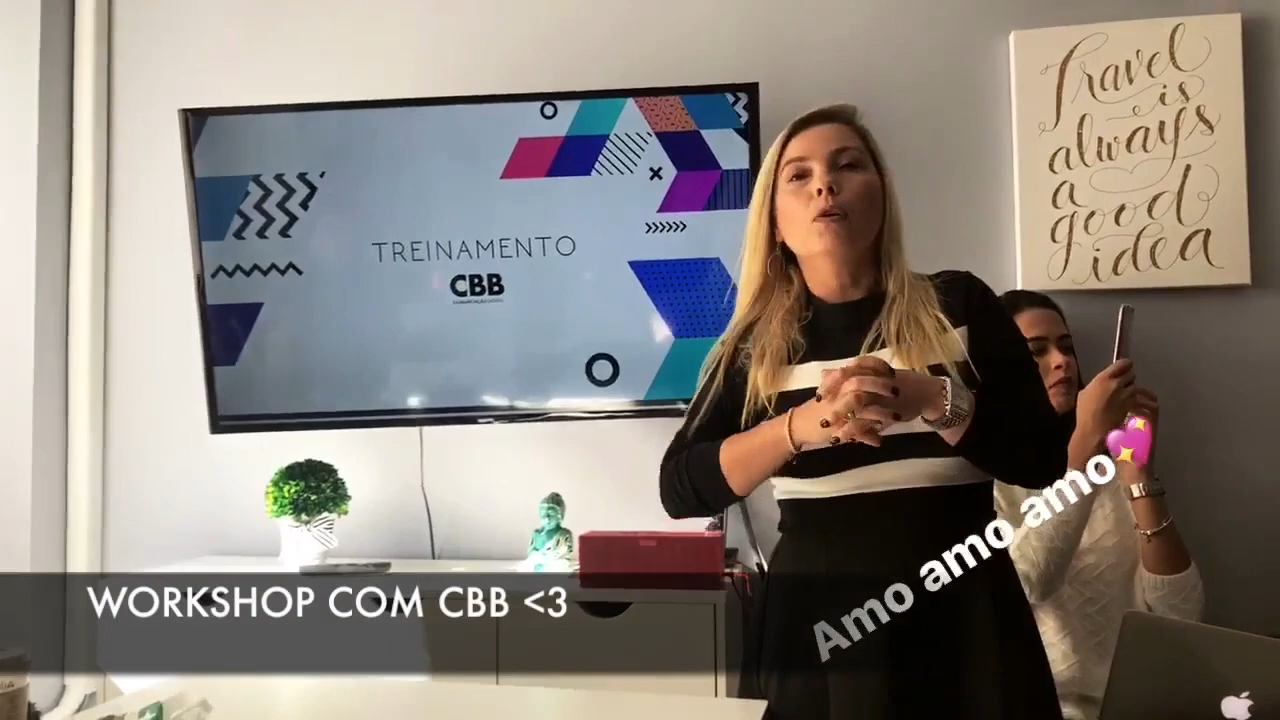 TREINAMENTO
CBB
Travel
is
always
a
good
idea
Amo amo amo
WORKSHOP COM CBB <3